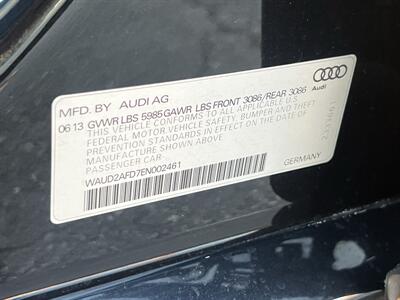 MFD. BY AUDI AG
Audi
06 13 GVWR LBS 5985 GAWR LBS FRONT 3086/REAR 3086
THIS VEHICLE CONFORMS TO ALL APPLICABLE U.S.
FEDERAL MOTOR VEHICLE SAFETY, BUMPER, AND THEFT
PREVENTION STANDARDS IN EFFECT ON THE DATE OF
MANUFACTURE SHOWN ABOVE.
PASSENGER CAR
WAUD2AFD7EN002461
GERMANY